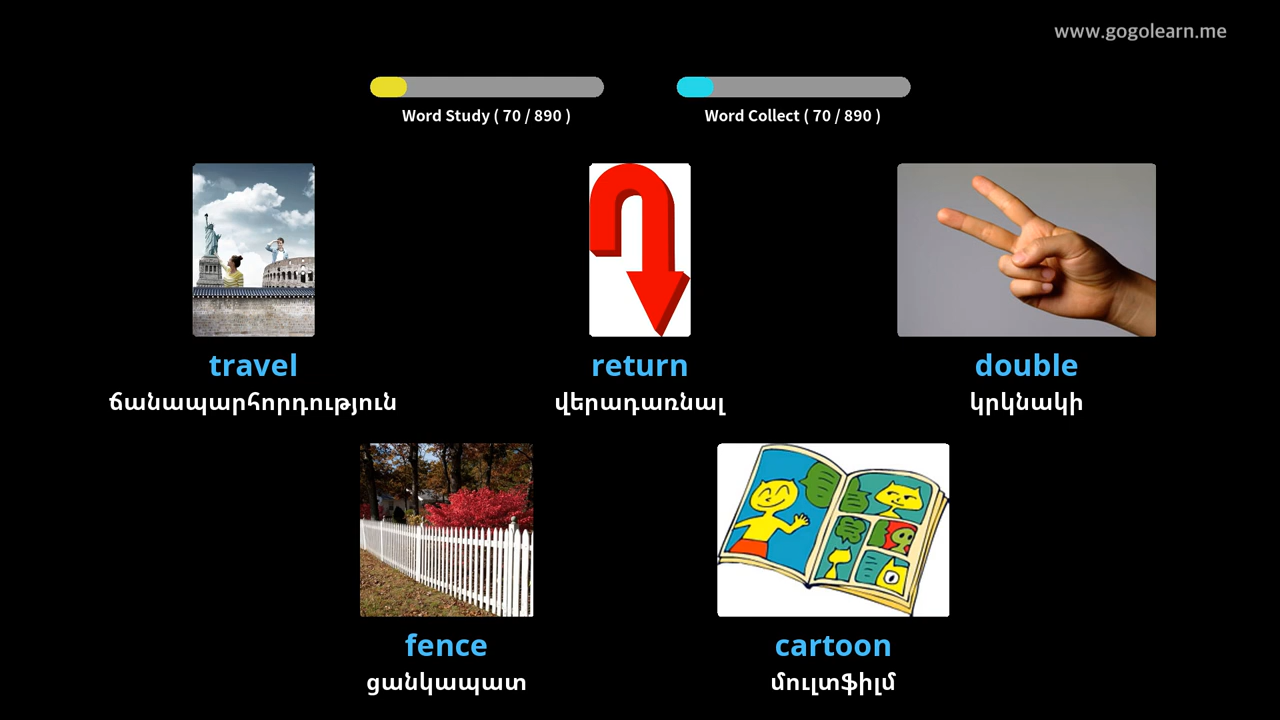 www.gogolearn.me
Word Study ( 70 / 890 )
Word Collect ( 70 / 890 )
travel
return
double
ճանապարհորդություն
վերադառնալ
կրկնակի
fence
cartoon
ցանկապատ
մուլտֆիլմ